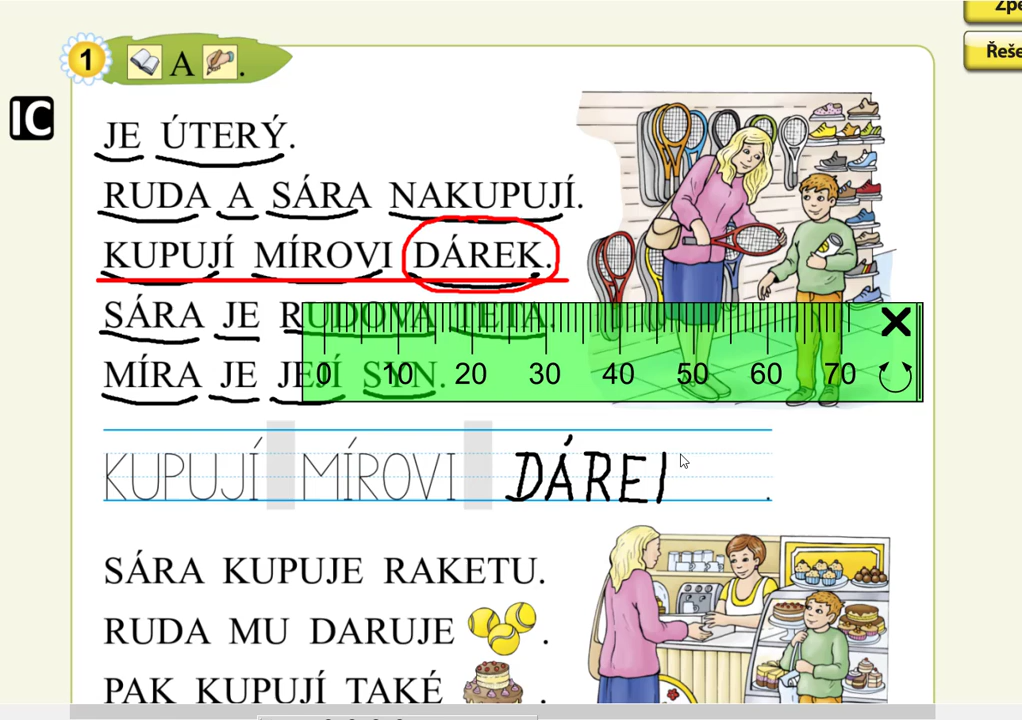 Zpě
Řeše
1 A .
IC
JE ÚTERÝ.
RUDA A SÁRA NAKUPUJÍ.
KUPUJÍ MÍROVI DÁREK.
SÁRA JE RUDOVA TETA.
MÍRA JE JEJÍ SYN.
0 10 20 30 40 50 60 70
KUPUJÍ MÍROVI DÁREI .
SÁRA KUPUJE RAKETU.
RUDA MU DARUJE .
PAK KUPUJÍ TAKÉ .